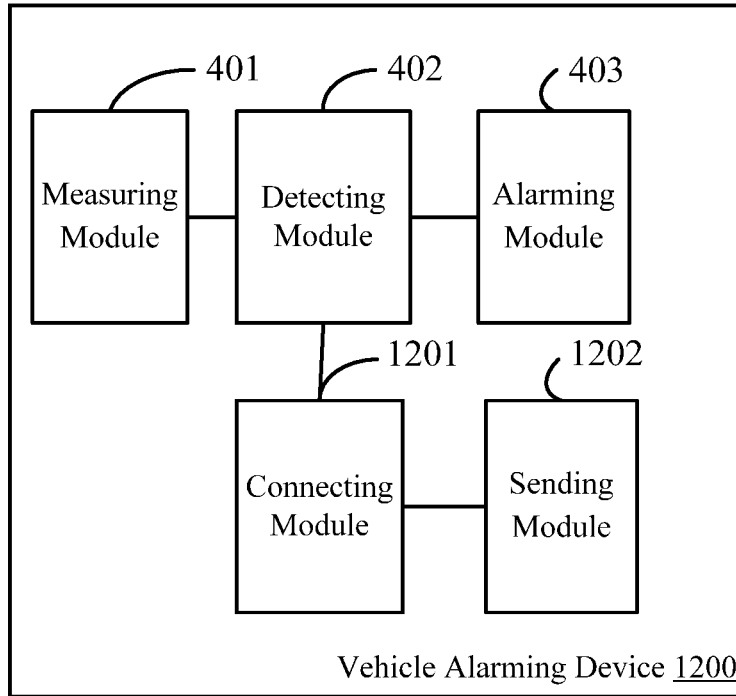 401
402
403
Measuring
Module
Detecting
Module
Alarming
Module
1201
1202
Connecting
Module
Sending
Module
Vehicle Alarming Device 1200